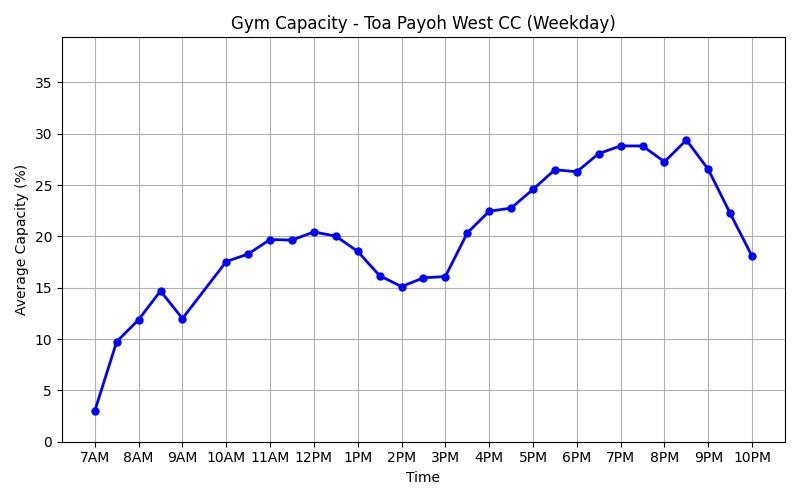 Gym Capacity - Toa Payoh West CC (Weekday)
Average Capacity (%)
35
30
25
20
15
10
5
0
7AM 8AM 9AM 10AM 11AM 12PM 1PM 2PM 3PM 4PM 5PM 6PM 7PM 8PM 9PM 10PM
Time